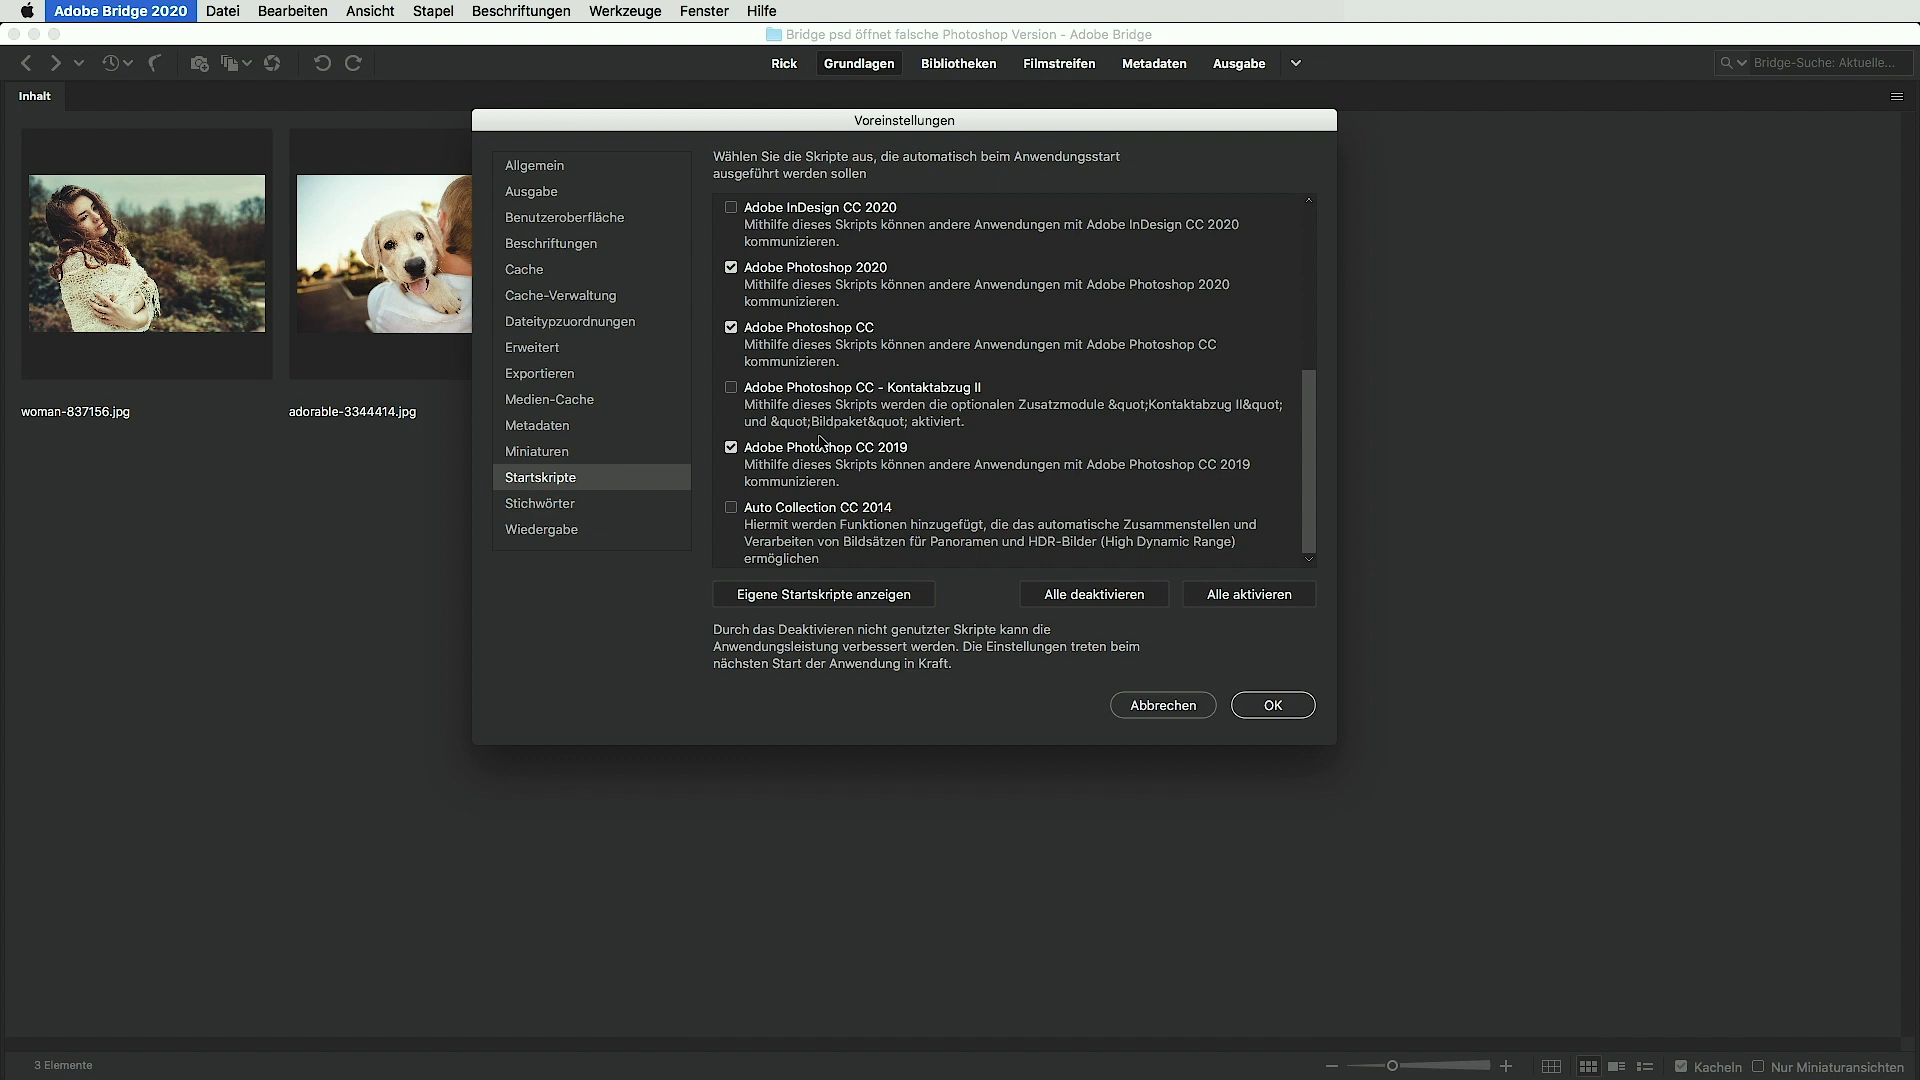 Adobe Bridge 2020 Datei Bearbeiten Ansicht Stapel Beschriftungen Werkzeuge Fenster Hilfe
Bridge psd öffnet falsche Photoshop Version - Adobe Bridge
Rick Grundlagen Bibliotheken Filmstreifen Metadaten Ausgabe
Bridge-Suche: Aktuelle...
Inhalt
woman-837156.jpg
adorable-3344414.jpg
Voreinstellungen
Allgemein
Ausgabe
Benutzeroberfläche
Beschriftungen
Cache
Cache-Verwaltung
Dateitypzuordnungen
Erweitert
Exportieren
Medien-Cache
Metadaten
Miniaturen
Startskripte
Stichwörter
Wiedergabe
Wählen Sie die Skripte aus, die automatisch beim Anwendungsstart
ausgeführt werden sollen
Adobe InDesign CC 2020
Mithilfe dieses Skripts können andere Anwendungen mit Adobe InDesign CC 2020
kommunizieren.
Adobe Photoshop 2020
Mithilfe dieses Skripts können andere Anwendungen mit Adobe Photoshop 2020
kommunizieren.
Adobe Photoshop CC
Mithilfe dieses Skripts können andere Anwendungen mit Adobe Photoshop CC
kommunizieren.
Adobe Photoshop CC - Kontaktabzug II
Mithilfe dieses Skripts werden die optionalen Zusatzmodule &quot;Kontaktabzug II&quot;
und &quot;Bildpaket&quot; aktiviert.
Adobe Photoshop CC 2019
Mithilfe dieses Skripts können andere Anwendungen mit Adobe Photoshop CC 2019
kommunizieren.
Auto Collection CC 2014
Hiermit werden Funktionen hinzugefügt, die das automatische Zusammenstellen und
Verarbeiten von Bildsätzen für Panoramen und HDR-Bilder (High Dynamic Range)
ermöglichen
Eigene Startskripte anzeigen
Alle deaktivieren
Alle aktivieren
Durch das Deaktivieren nicht genutzter Skripte kann die
Anwendungsleistung verbessert werden. Die Einstellungen treten beim
nächsten Start der Anwendung in Kraft.
Abbrechen
OK
3 Elemente
Kacheln
Nur Miniaturansichten